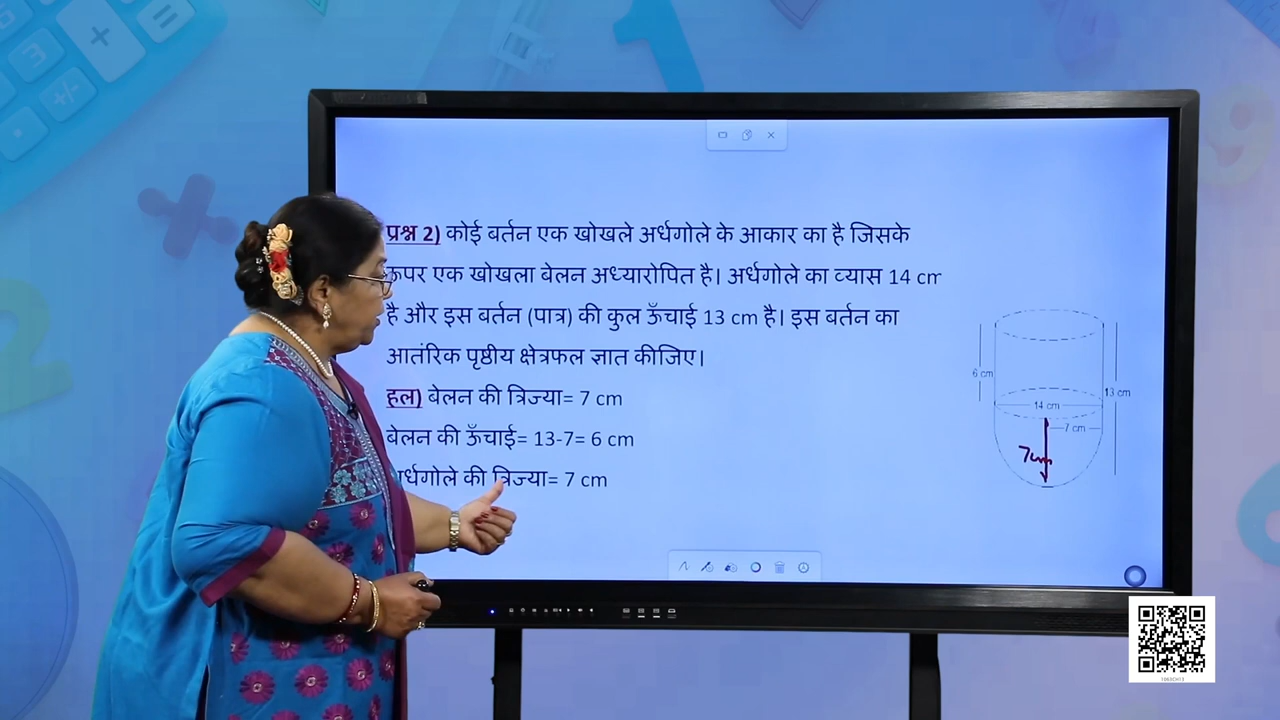 प्रश्न 2) कोई बर्तन एक खोखले अर्धगोले के आकार का है जिसके
ऊपर एक खोखला बेलन अध्यारोपित है। अर्धगोले का व्यास 14 cm
है और इस बर्तन (पात्र) की कुल ऊँचाई 13 cm है। इस बर्तन का
आतंरिक पृष्ठीय क्षेत्रफल ज्ञात कीजिए।
हल) बेलन की त्रिज्या= 7 cm
बेलन की ऊँचाई= 13-7= 6 cm
की त्रिज्या= 7 cm
6 cm
13 cm
14 cm
7 cm
7cm
1063CH13